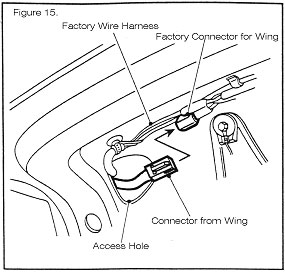 Figure 15.
Factory Wire Harness
Factory Connector for Wing
Connector from Wing
Access Hole